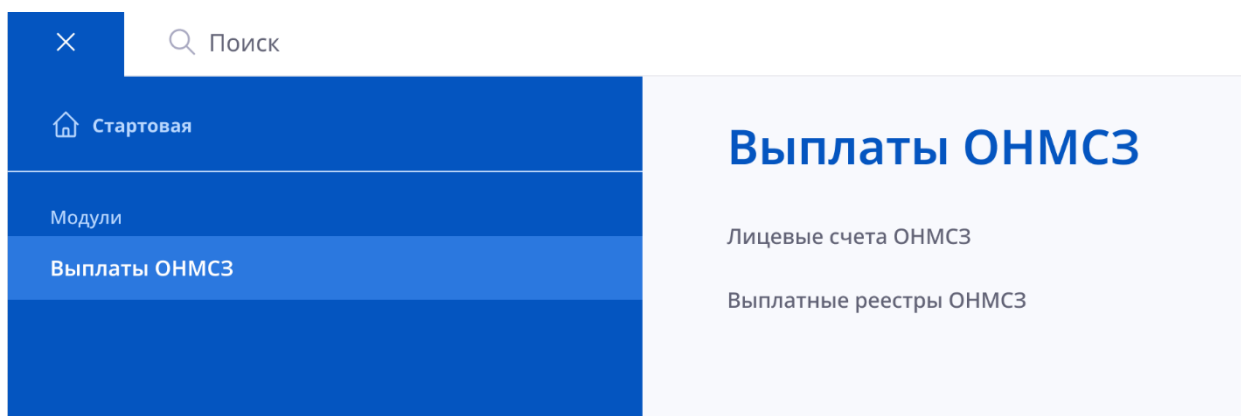 Поиск
Стартовая
Модули
Выплаты ОНМСЗ
Выплаты ОНМСЗ
Лицевые счета ОНМСЗ
Выплатные реестры ОНМСЗ